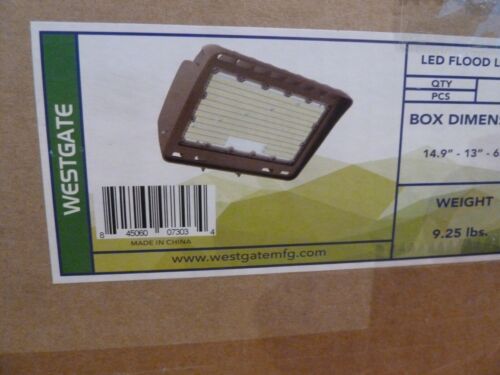 WESTGATE
LED FLOOD L
QTY
PCS
BOX DIMEN
14.9" - 13" - 6
WEIGHT
9.25 lbs.
8 45060 07303 4
MADE IN CHINA
www.westgatemfg.com